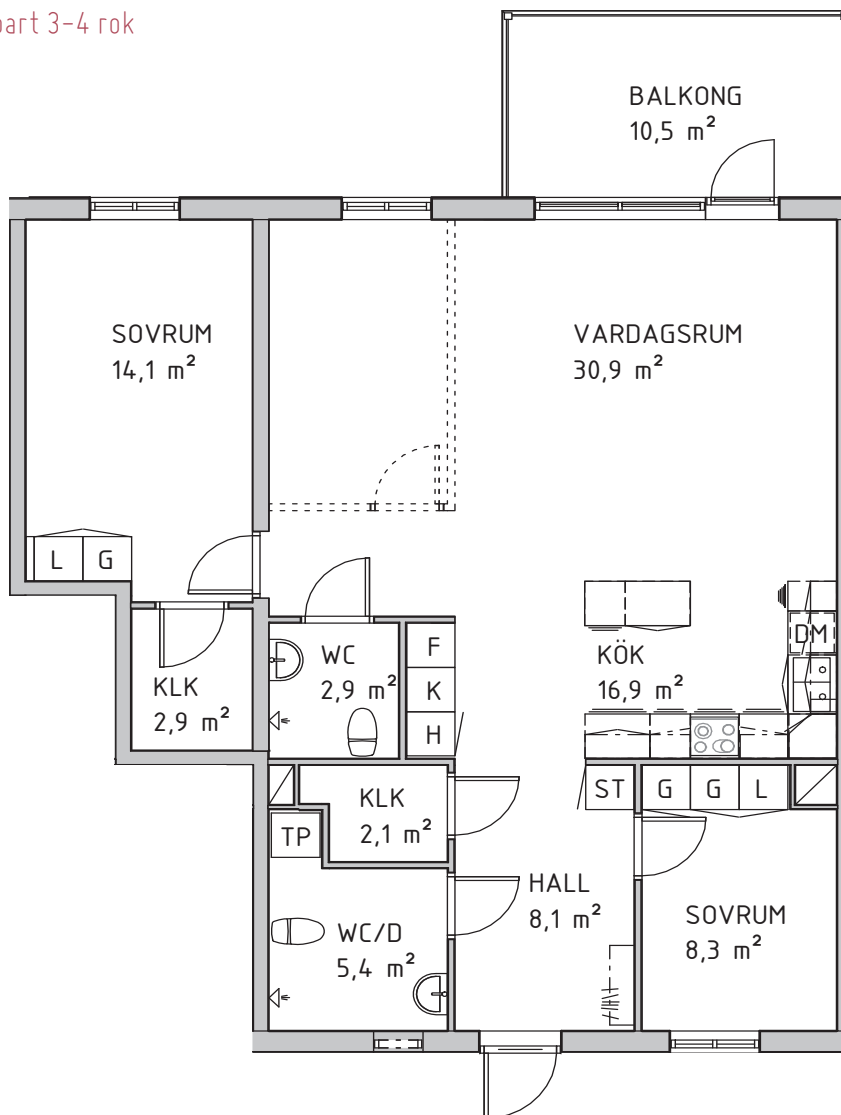 part 3-4 rok
BALKONG
10,5 m²
SOVRUM
14,1 m²
VARDAGSRUM
30,9 m²
L G
DM
WC
2,9 m²
F
K
H
KÖK
16,9 m²
KLK
2,9 m²
KLK
2,1 m²
ST G G L
TP
HALL
8,1 m²
WC/D
5,4 m²
SOVRUM
8,3 m²